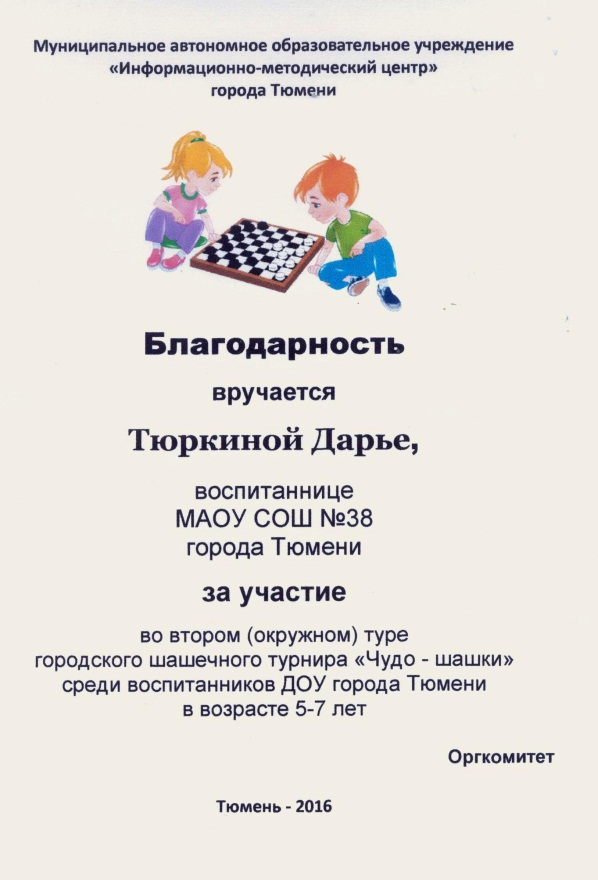 Муниципальное автономное образовательное учреждение
«Информационно-методический центр»
города Тюмени
Благодарность
вручается
Тюркиной Дарье,
воспитаннице
МАОУ СОШ №38
города Тюмени
за участие
во втором (окружном) туре
городского шашечного турнира «Чудо - шашки»
среди воспитанников ДОУ города Тюмени
в возрасте 5-7 лет
Оргкомитет
Тюмень - 2016